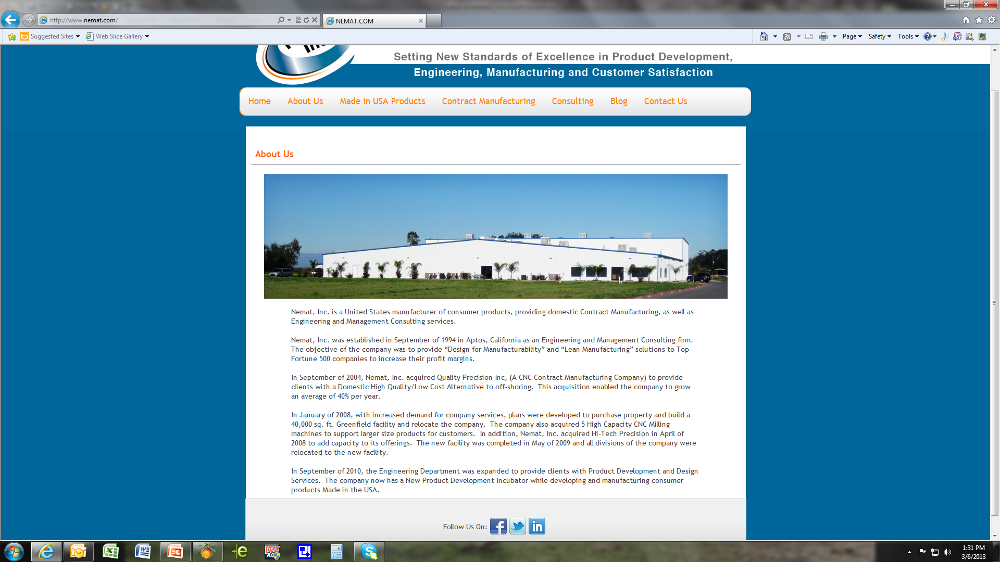 http://www.nemat.com/
NEMAT.COM
Suggested Sites
Web Slice Gallery
Page
Safety
Tools
Setting New Standards of Excellence in Product Development,
Engineering, Manufacturing and Customer Satisfaction
Home
About Us
Made in USA Products
Contract Manufacturing
Consulting
Blog
Contact Us
About Us
Nemat, Inc. is a United States manufacturer of consumer products, providing domestic Contract Manufacturing, as well as
Engineering and Management Consulting services.
Nemat, Inc. was established in September of 1994 in Aptos, California as an Engineering and Management Consulting firm.
The objective of the company was to provide “Design for Manufacturability” and “Lean Manufacturing” solutions to Top
Fortune 500 companies to increase their profit margins.
In September of 2004, Nemat, Inc. acquired Quality Precision Inc, (A CNC Contract Manufacturing Company) to provide
clients with a Domestic High Quality/Low Cost Alternative to off-shoring.  This acquisition enabled the company to grow
an average of 40% per year.
In January of 2008, with increased demand for company services, plans were developed to purchase property and build a
40,000 sq. ft. Greenfield facility and relocate the company.  The company also acquired 5 High Capacity CNC Milling
machines to support larger size products for customers.  In addition, Nemat, Inc. acquired Hi-Tech Precision in April of
2008 to add capacity to its offerings.  The new facility was completed in May of 2009 and all divisions of the company were
relocated to the new facility.
In September of 2010, the Engineering Department was expanded to provide clients with Product Development and Design
Services.  The company now has a New Product Development Incubator while developing and manufacturing consumer
products Made in the USA.
Follow Us On:
1:31 PM
3/6/2013